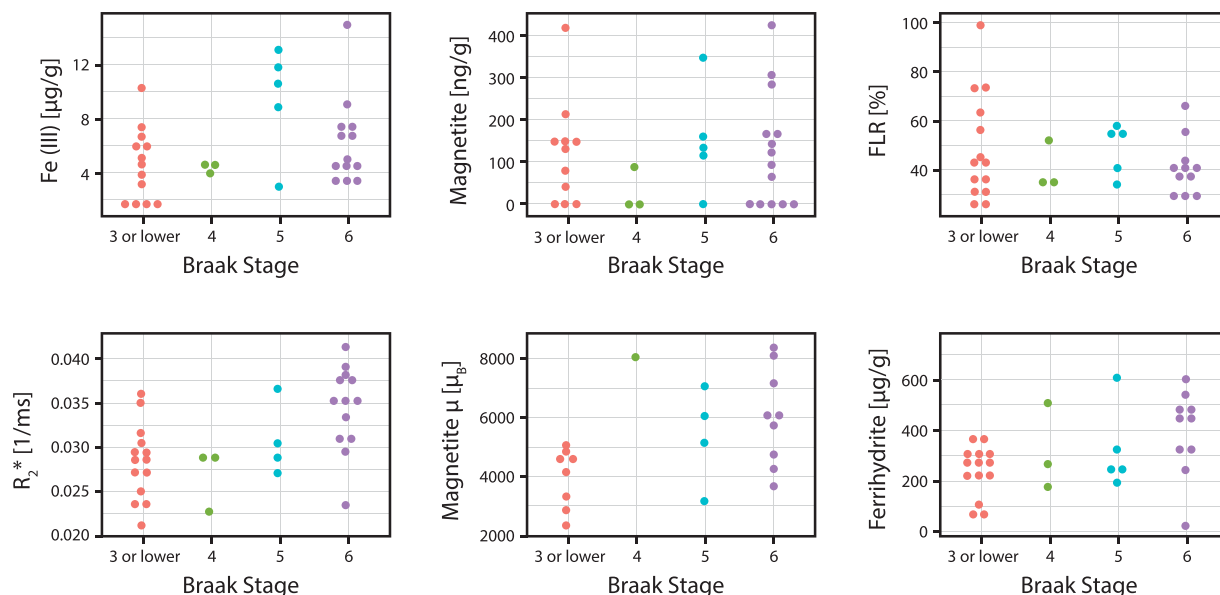 Fe (III) [µg/g]
12
8
4
3 or lower 4 5 6
Braak Stage
Magnetite [ng/g]
400
300
200
100
0
3 or lower 4 5 6
Braak Stage
FLR [%]
100
80
60
40
3 or lower 4 5 6
Braak Stage
R₂* [1/ms]
0.040
0.035
0.030
0.025
0.020
3 or lower 4 5 6
Braak Stage
Magnetite µ [µ_B]
8000
6000
4000
2000
3 or lower 4 5 6
Braak Stage
Ferrihydrite [µg/g]
600
400
200
0
3 or lower 4 5 6
Braak Stage